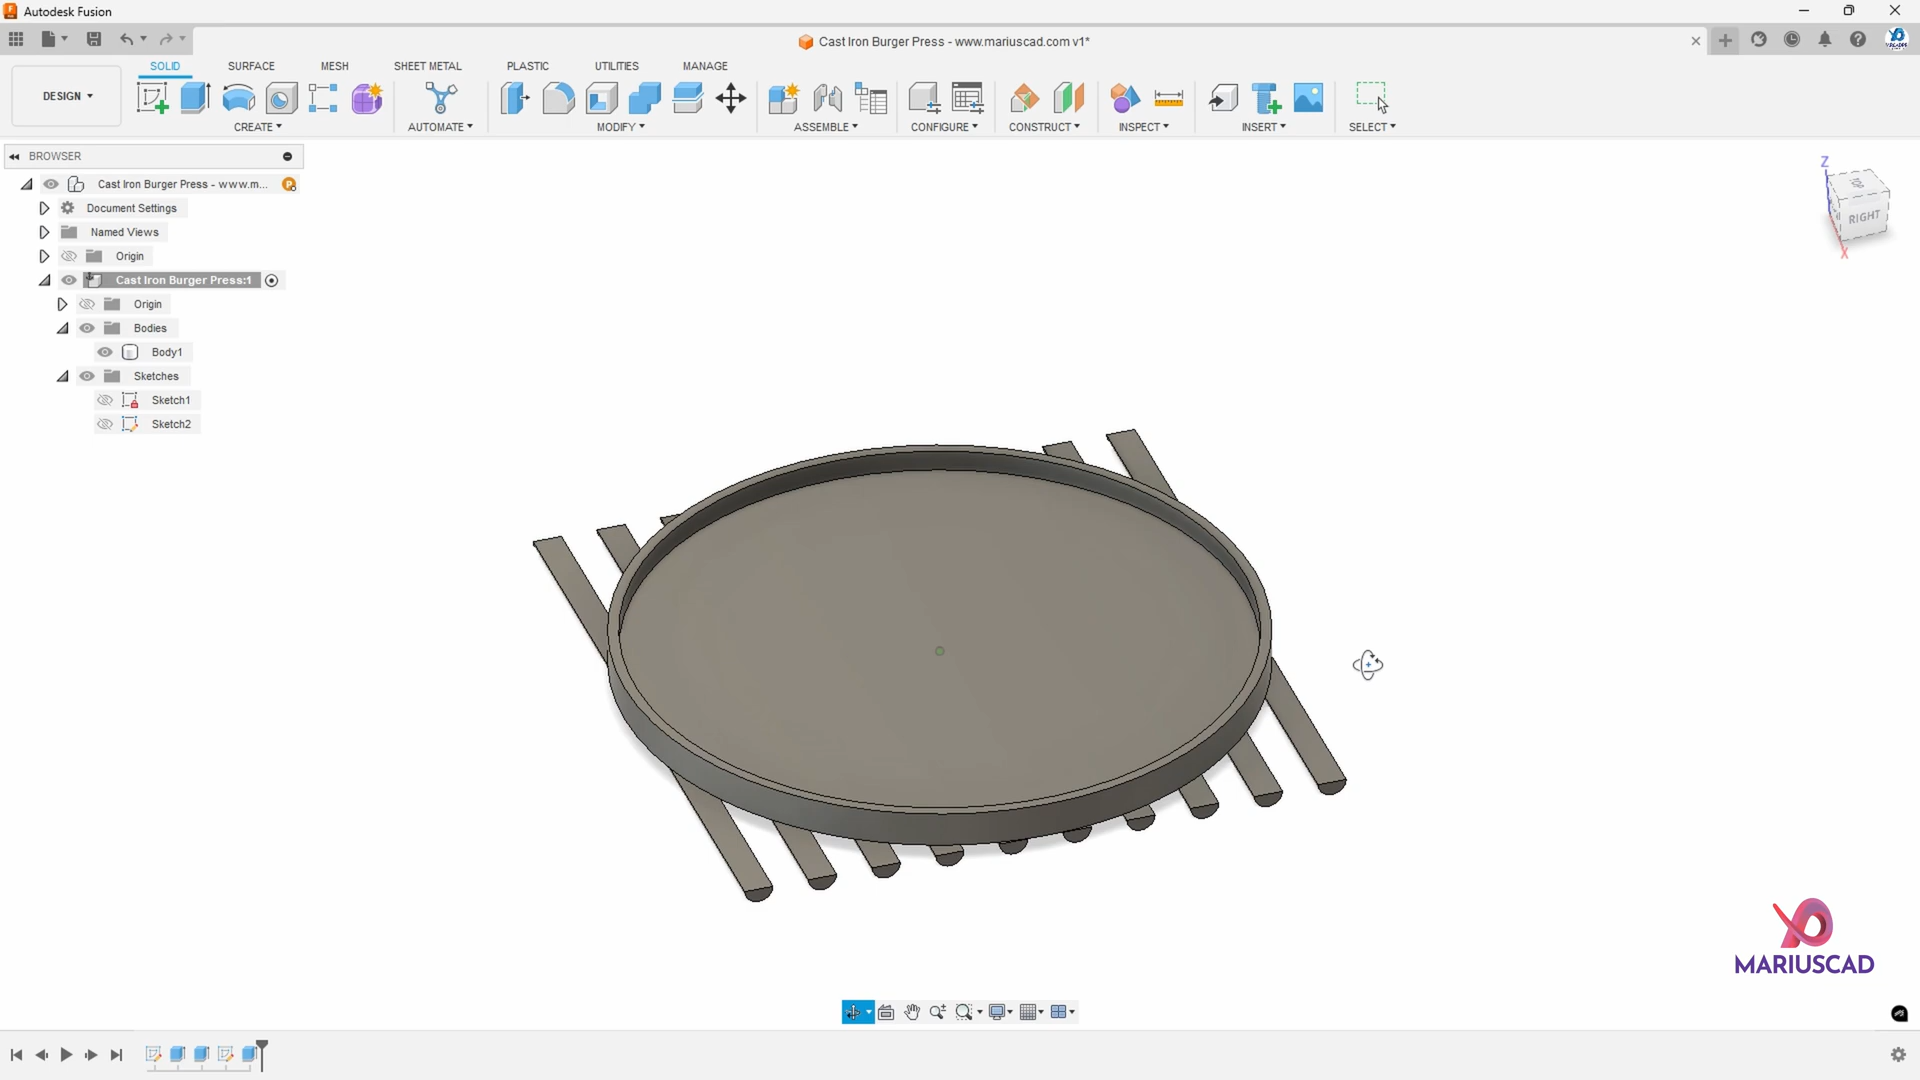 Autodesk Fusion
Cast Iron Burger Press - www.mariuscad.com v1*
SOLID SURFACE MESH SHEET METAL PLASTIC UTILITIES MANAGE
DESIGN
CREATE AUTOMATE MODIFY ASSEMBLE CONFIGURE CONSTRUCT INSPECT INSERT SELECT
BROWSER
Cast Iron Burger Press - www.m...
Document Settings
Named Views
Origin
Cast Iron Burger Press:1
Origin
Bodies
Body1
Sketches
Sketch1
Sketch2
Z
TOP
RIGHT
X
MARIUSCAD